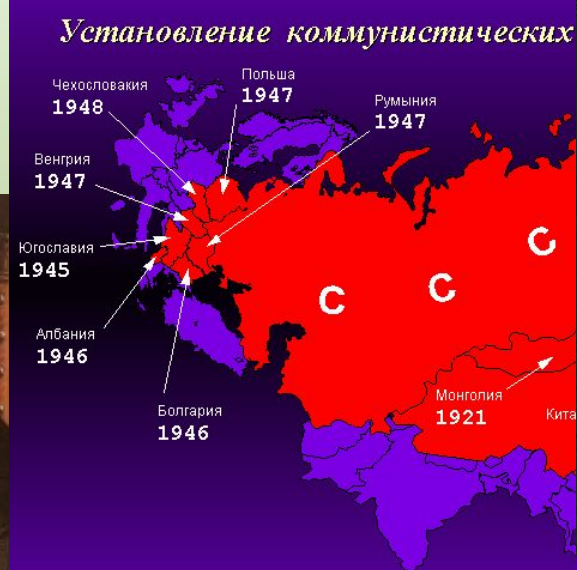 Установление коммунистических
Чехословакия
1948
Польша
1947
Румыния
1947
Венгрия
1947
Югославия
1945
Албания
1946
Болгария
1946
С С С
Монголия
1921